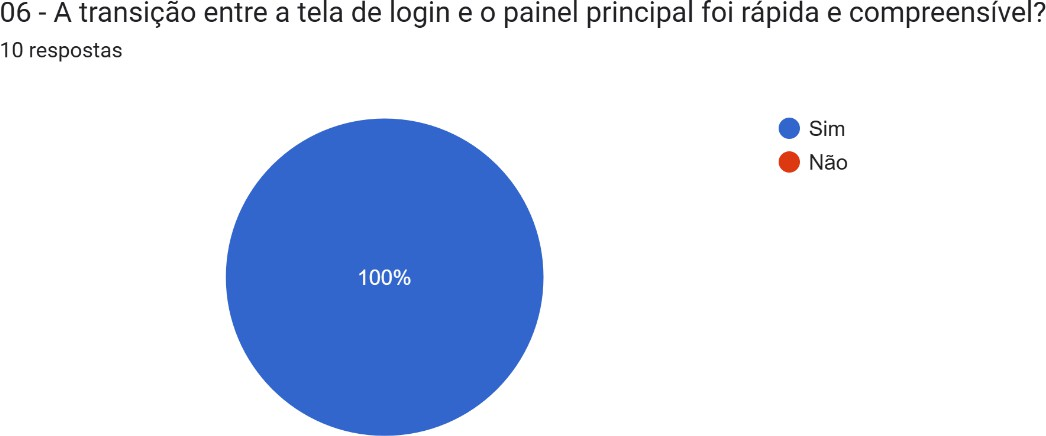 06 - A transição entre a tela de login e o painel principal foi rápida e compreensível?
10 respostas
Sim
Não
100%